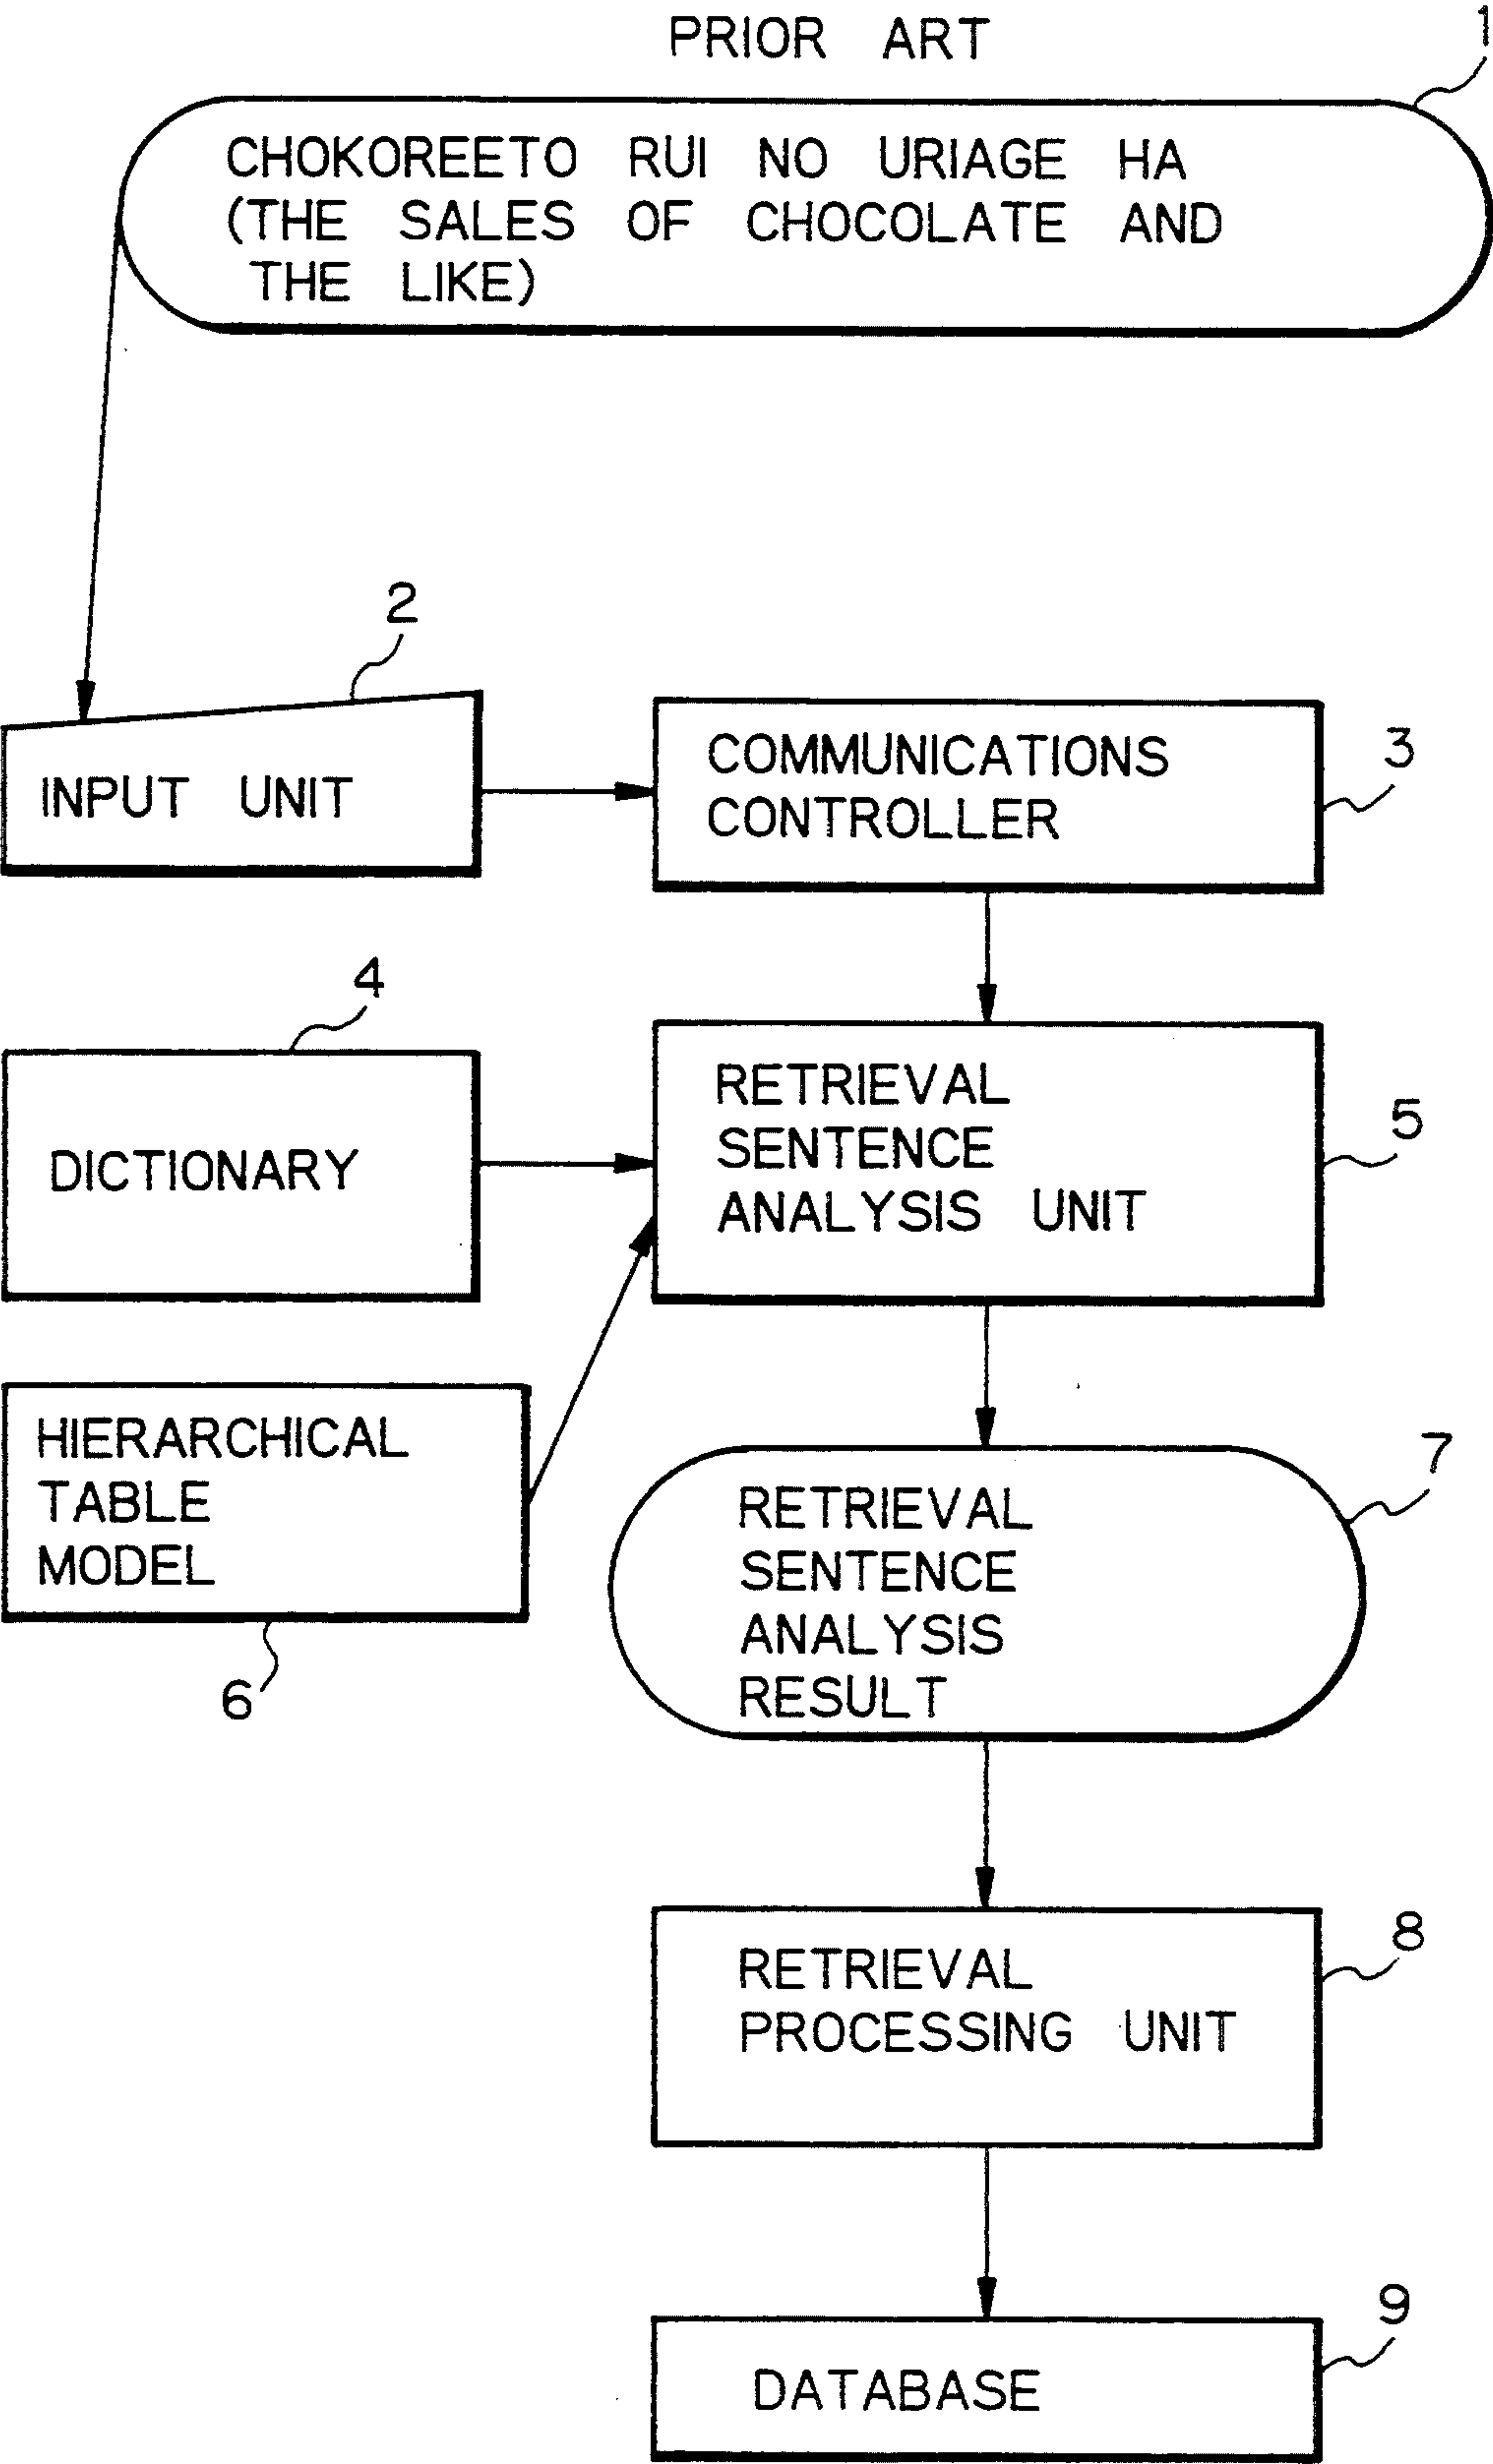 PRIOR ART
1
CHOKOREETO RUI NO URIAGE HA
(THE SALES OF CHOCOLATE AND
THE LIKE)
2
INPUT UNIT
COMMUNICATIONS
CONTROLLER
3
4
DICTIONARY
RETRIEVAL
SENTENCE
ANALYSIS UNIT
5
HIERARCHICAL
TABLE
MODEL
6
RETRIEVAL
SENTENCE
ANALYSIS
RESULT
7
RETRIEVAL
PROCESSING UNIT
8
DATABASE
9